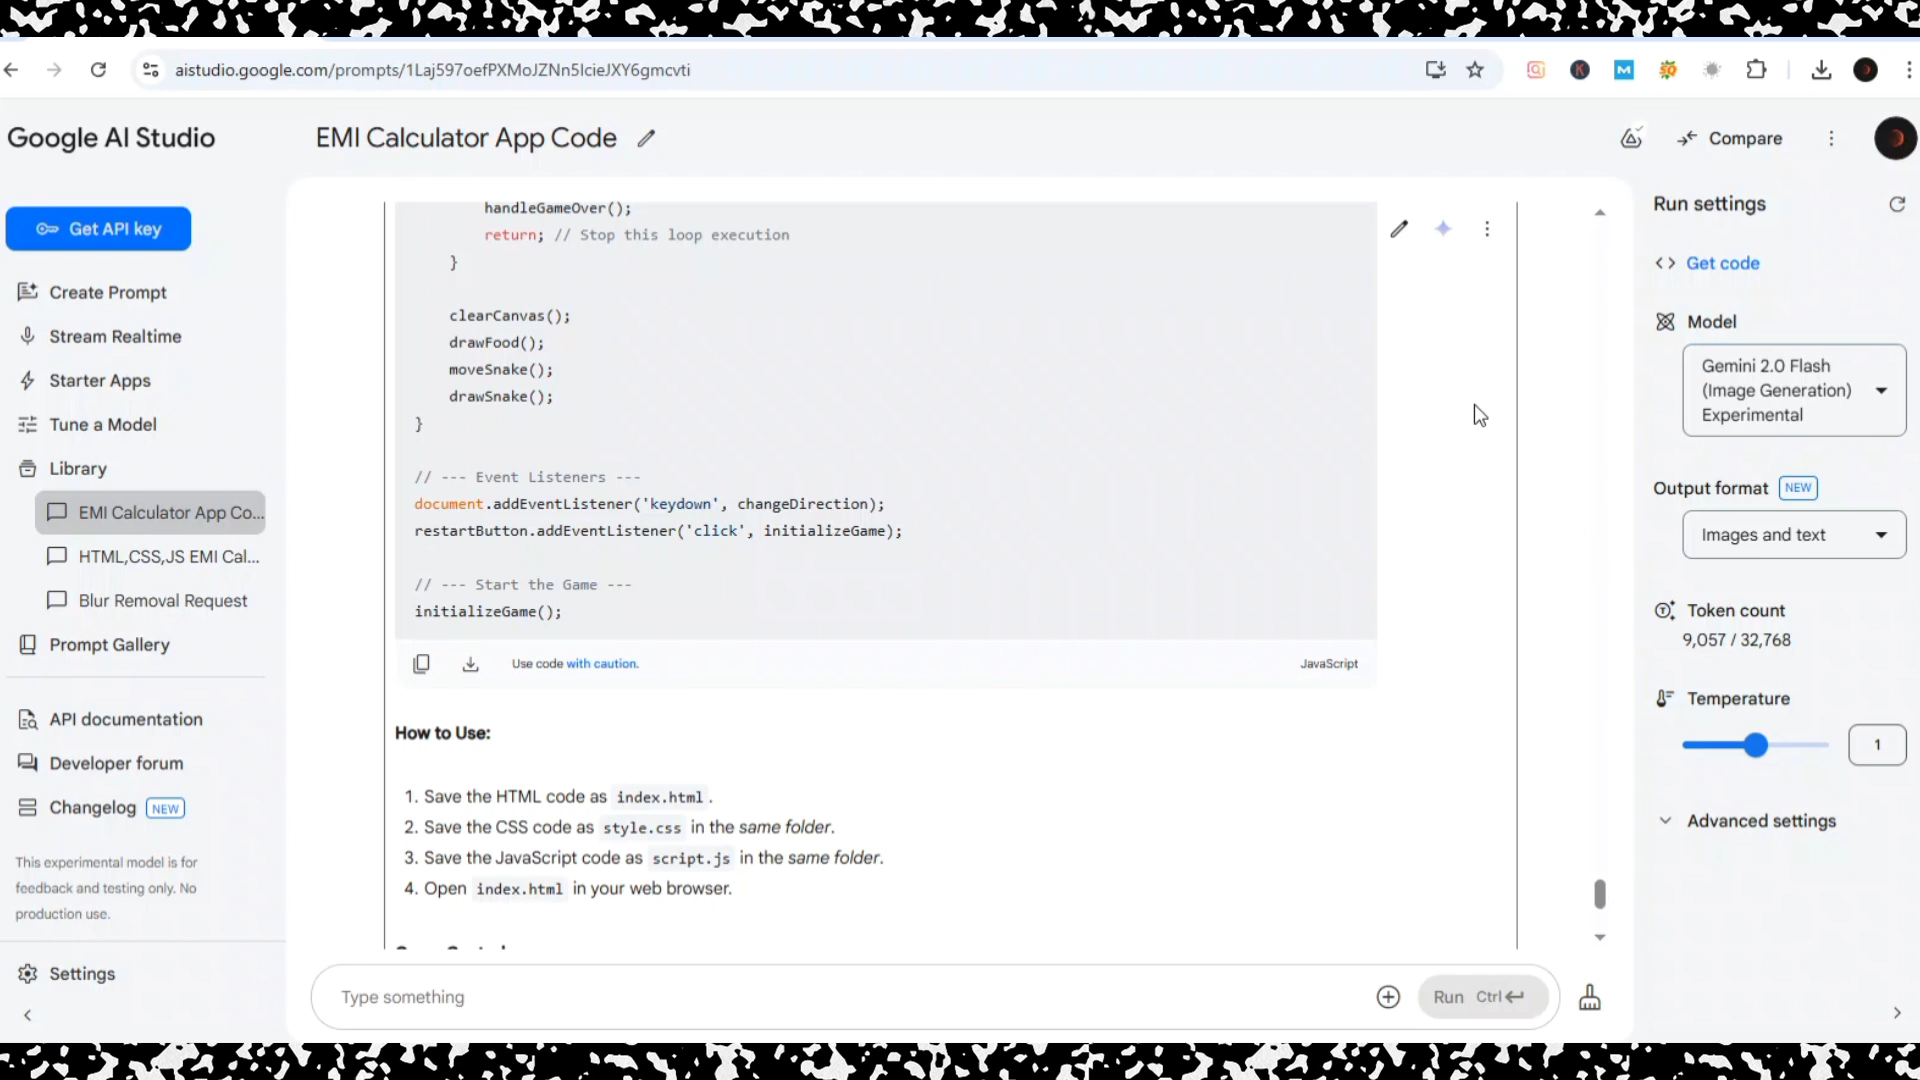 aistudio.google.com/prompts/1Laj597oefPXMoJZNn5lcieJXY6gmcvti
Google AI Studio
EMI Calculator App Code
Compare
Get API key
Create Prompt
Stream Realtime
Starter Apps
Tune a Model
Library
EMI Calculator App Co...
HTML,CSS,JS EMI Cal...
Blur Removal Request
Prompt Gallery
API documentation
Developer forum
Changelog NEW
This experimental model is for
feedback and testing only. No
production use.
Settings
handleGameOver();
return; // Stop this loop execution
}
clearCanvas();
drawFood();
moveSnake();
drawSnake();
}
// --- Event Listeners ---
document.addEventListener('keydown', changeDirection);
restartButton.addEventListener('click', initializeGame);
// --- Start the Game ---
initializeGame();
Use code with caution.
JavaScript
How to Use:
1. Save the HTML code as index.html .
2. Save the CSS code as style.css in the same folder.
3. Save the JavaScript code as script.js in the same folder.
4. Open index.html in your web browser.
Type something
Run Ctrl
Run settings
Get code
Model
Gemini 2.0 Flash
(Image Generation)
Experimental
Output format NEW
Images and text
Token count
9,057 / 32,768
Temperature
1
Advanced settings